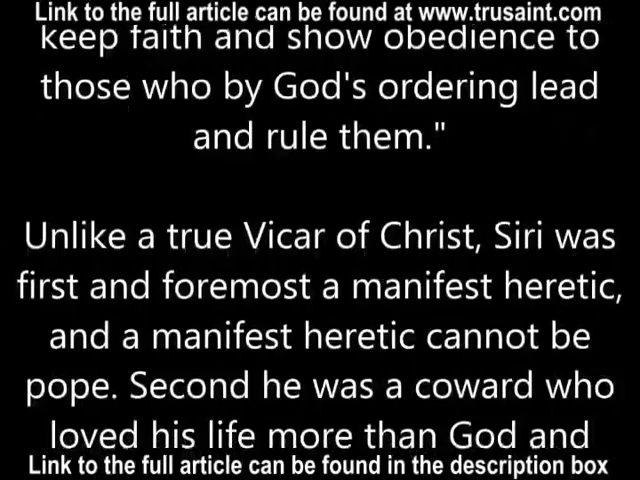 Link to the full article can be found at www.trusaint.com
keep faith and show obedience to
those who by God's ordering lead
and rule them."
Unlike a true Vicar of Christ, Siri was
first and foremost a manifest heretic,
and a manifest heretic cannot be
pope. Second he was a coward who
loved his life more than God and
Link to the full article can be found in the description box